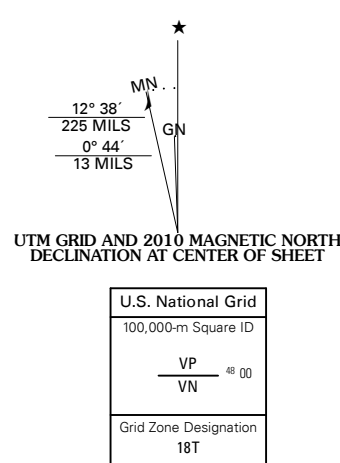 ★
MN
GN
12° 38´
225 MILS
0° 44´
13 MILS
UTM GRID AND 2010 MAGNETIC NORTH
DECLINATION AT CENTER OF SHEET
U.S. National Grid
100,000-m Square ID
VP
48 00
VN
Grid Zone Designation
18T